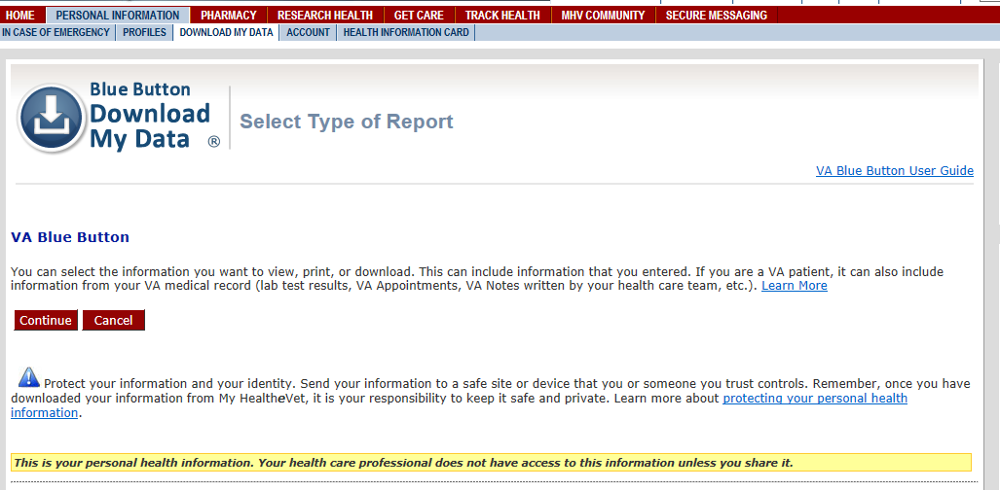 HOME PERSONAL INFORMATION PHARMACY RESEARCH HEALTH GET CARE TRACK HEALTH MHV COMMUNITY SECURE MESSAGING
IN CASE OF EMERGENCY PROFILES DOWNLOAD MY DATA ACCOUNT HEALTH INFORMATION CARD
Blue Button
Download
My Data ®
Select Type of Report
VA Blue Button User Guide
VA Blue Button
You can select the information you want to view, print, or download. This can include information that you entered. If you are a VA patient, it can also include
information from your VA medical record (lab test results, VA Appointments, VA Notes written by your health care team, etc.). Learn More
Continue Cancel
Protect your information and your identity. Send your information to a safe site or device that you or someone you trust controls. Remember, once you have
downloaded your information from My HealtheVet, it is your responsibility to keep it safe and private. Learn more about protecting your personal health
information.
This is your personal health information. Your health care professional does not have access to this information unless you share it.